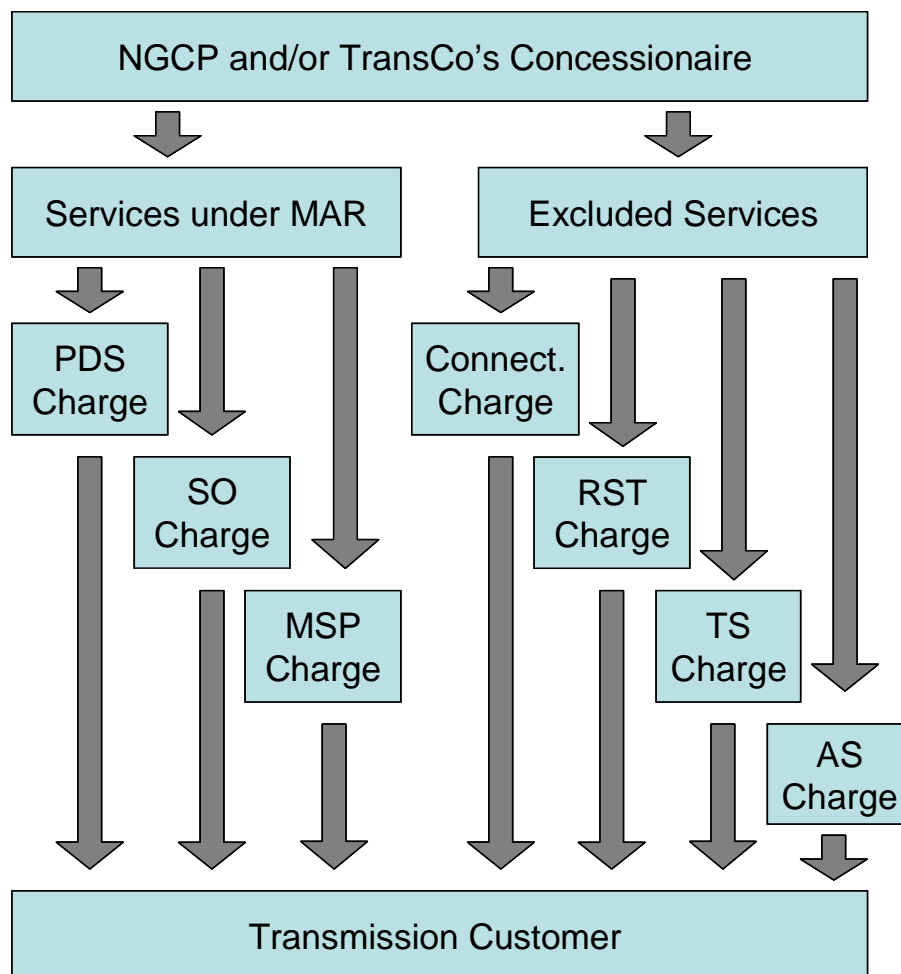 NGCP and/or TransCo’s Concessionaire
Services under MAR
Excluded Services
PDS
Charge
Connect.
Charge
SO
Charge
RST
Charge
MSP
Charge
TS
Charge
AS
Charge
Transmission Customer